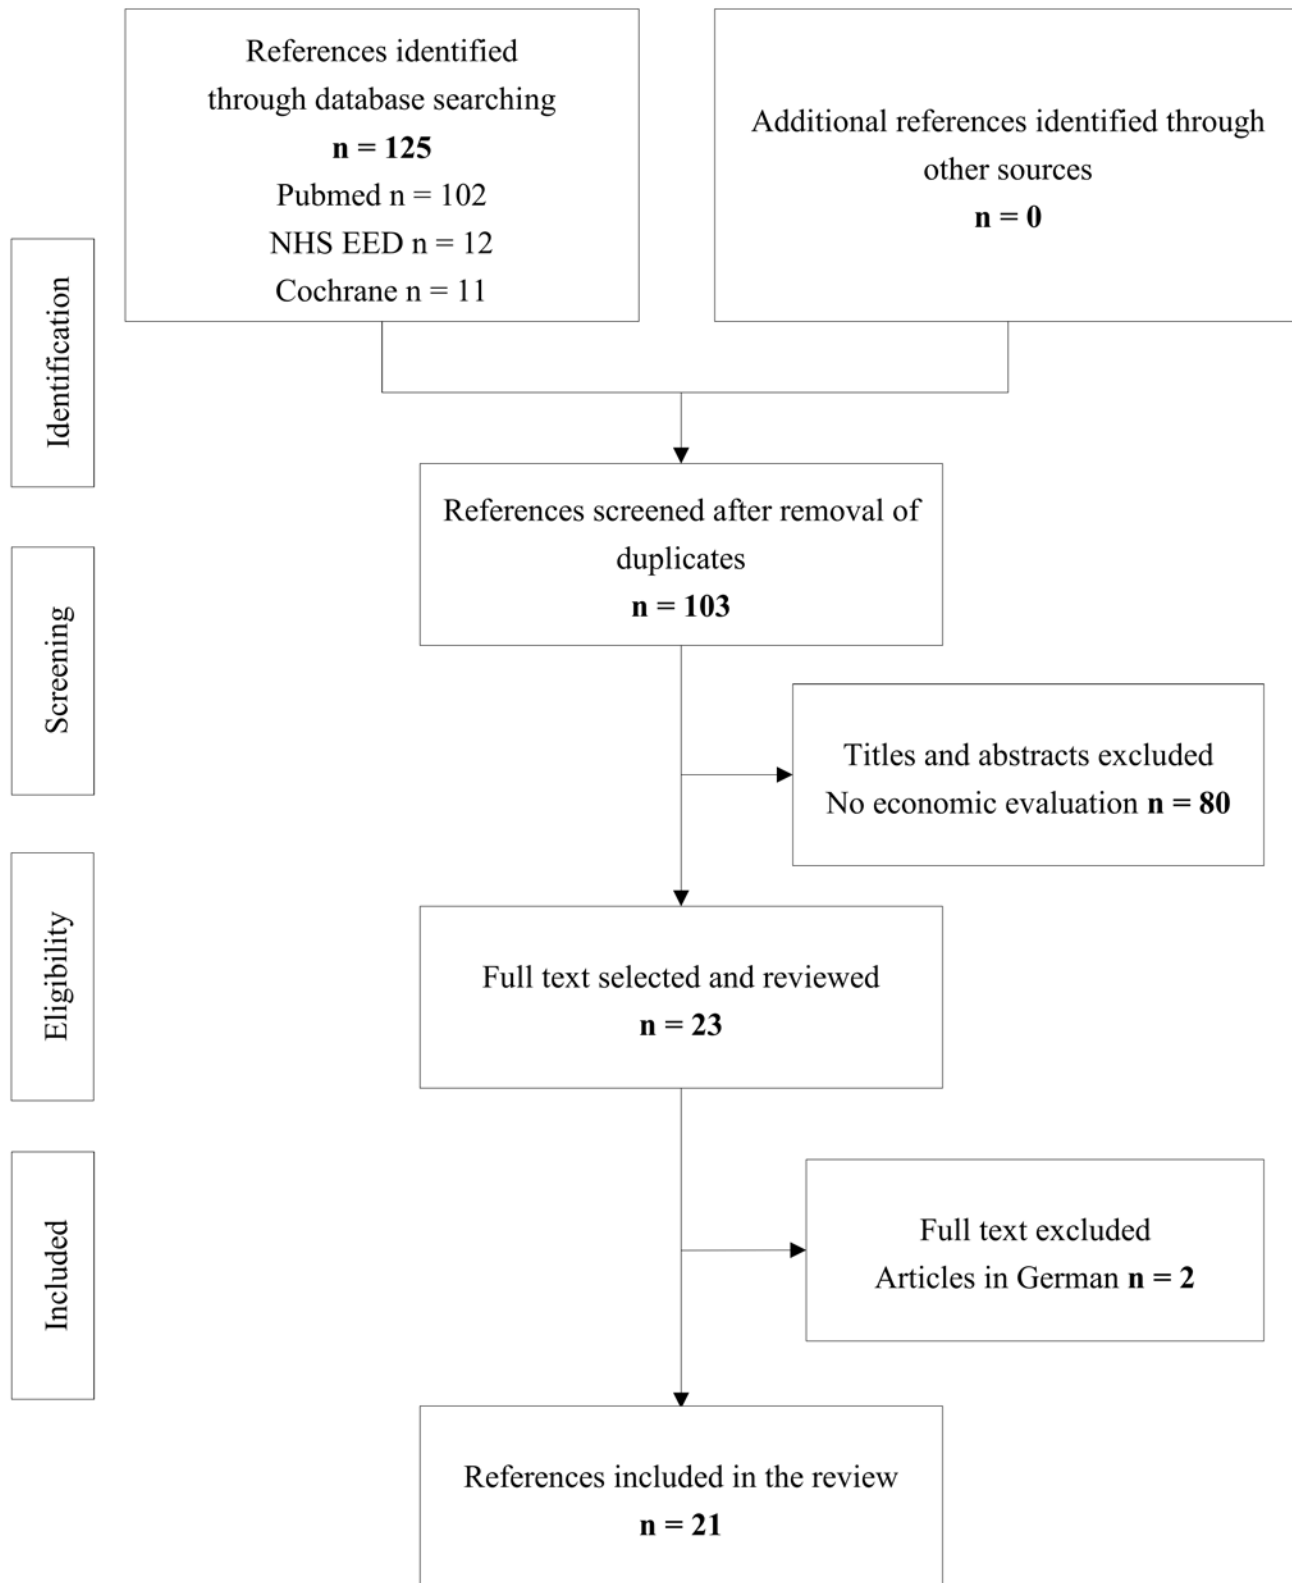 References identified
through database searching
n = 125
Pubmed n = 102
NHS EED n = 12
Cochrane n = 11
Additional references identified through
other sources
n = 0
Identification
References screened after removal of
duplicates
n = 103
Screening
Titles and abstracts excluded
No economic evaluation n = 80
Eligibility
Full text selected and reviewed
n = 23
Included
Full text excluded
Articles in German n = 2
References included in the review
n = 21